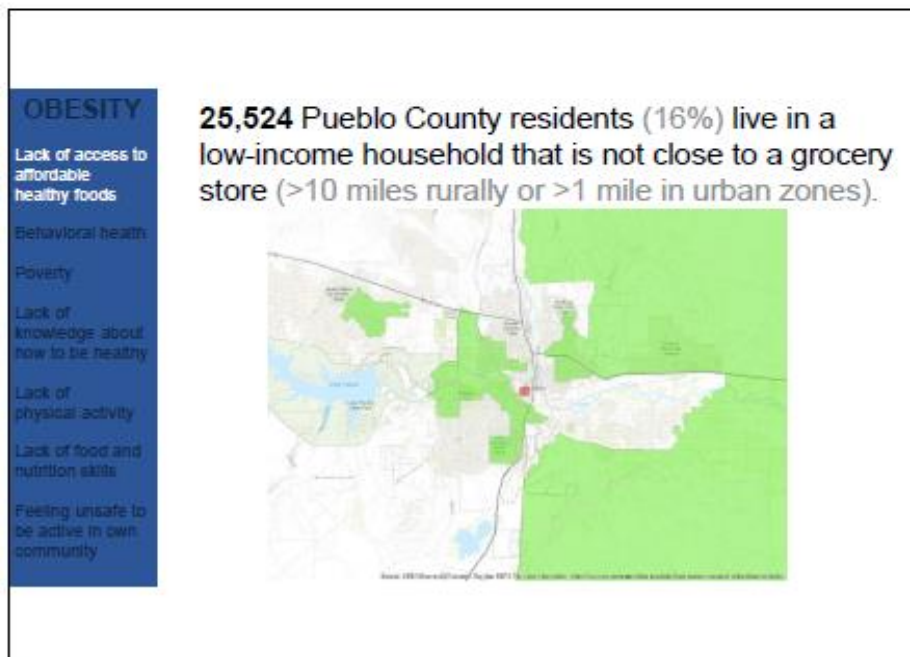 OBESITY
Lack of access to
affordable
healthy foods
Behavioral health
Poverty
Lack of
knowledge about
how to be healthy
Lack of
physical activity
Lack of food and
nutrition skills
Feeling unsafe to
be active in own
community
25,524 Pueblo County residents (16%) live in a
low-income household that is not close to a grocery
store (>10 miles rurally or >1 mile in urban zones).